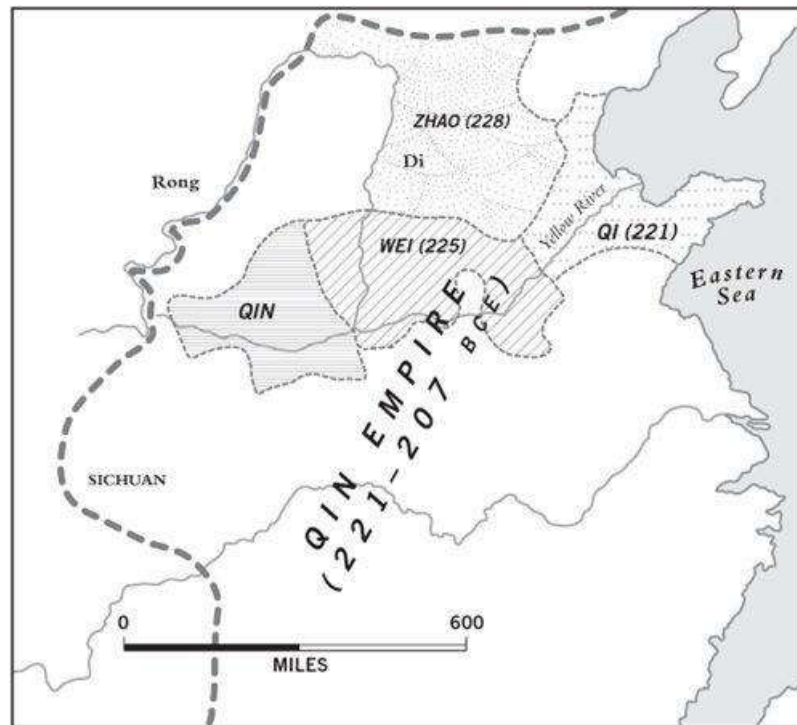 ZHAO (228)
Di
Rong
Yellow River
WEI (225)
QI (221)
Eastern
Sea
QIN
QIN EMPIRE
(221–207 BGE)
SICHUAN
0 600
MILES